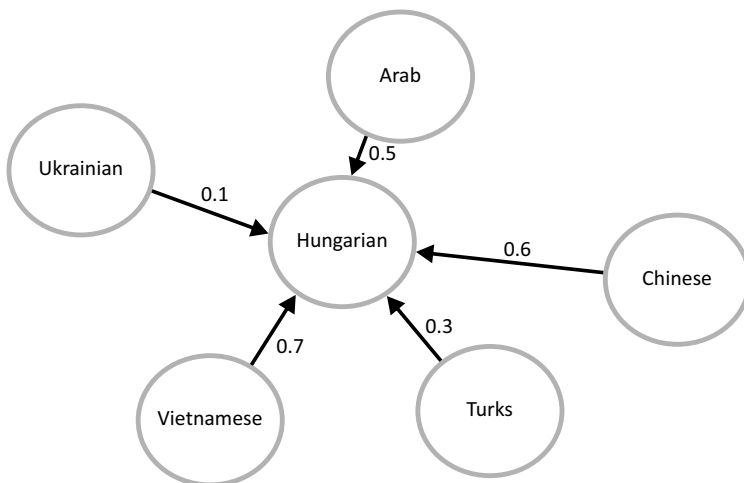 Arab
0.5
Ukrainian
0.1
Hungarian
0.6
Chinese
0.7
0.3
Vietnamese
Turks